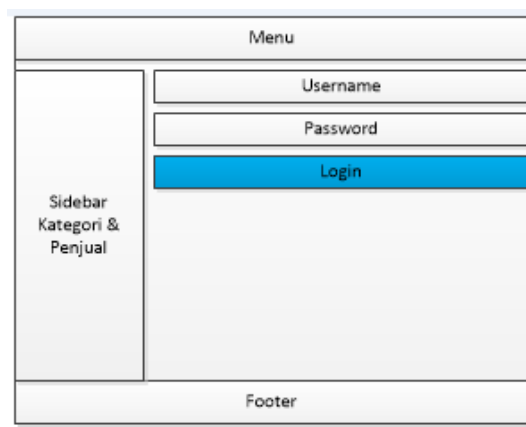 Menu
Username
Password
Login
Sidebar
Kategori &
Penjual
Footer